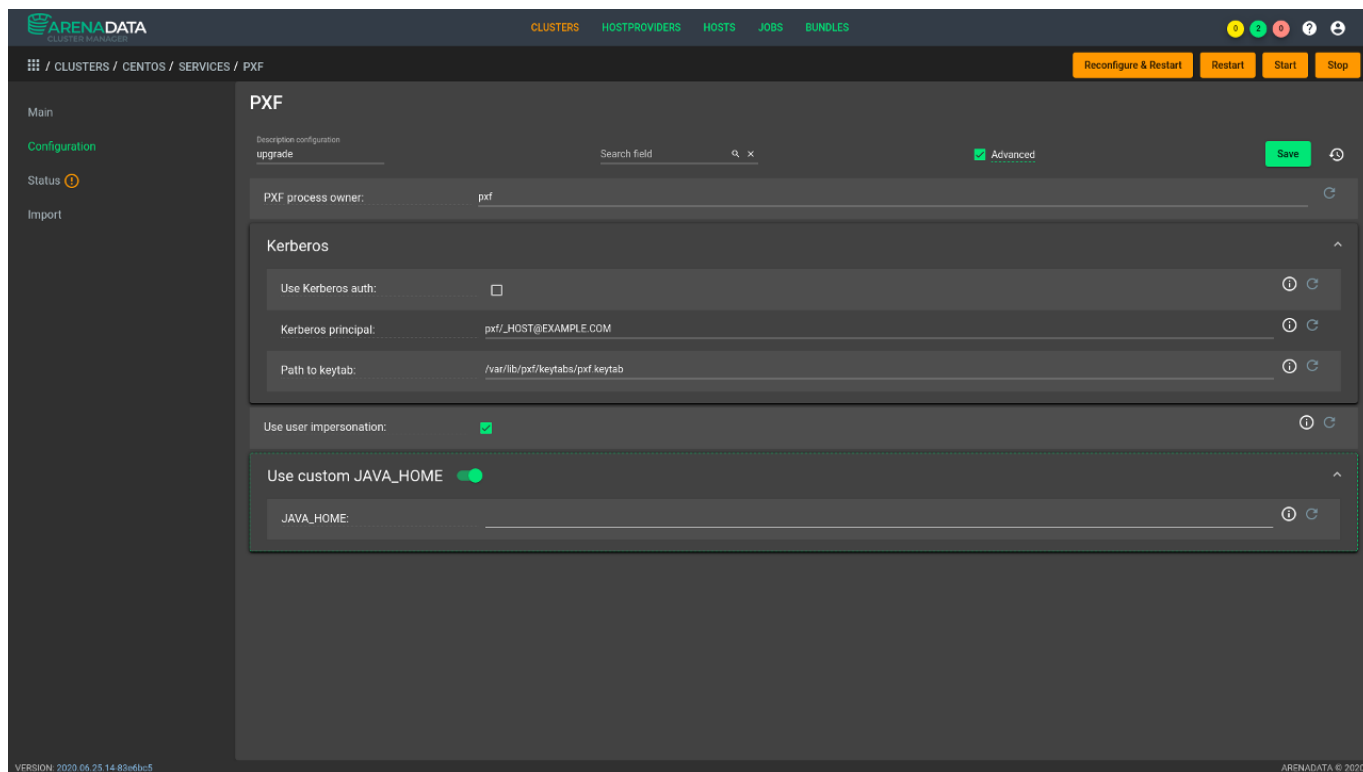 ARENADATA
CLUSTER MANAGER
CLUSTERS HOSTPROVIDERS HOSTS JOBS BUNDLES
0 2 0 ?
/ CLUSTERS / CENTOS / SERVICES / PXF
Reconfigure & Restart Restart Start Stop
Main
Configuration
Status
Import
PXF
Description configuration
upgrade
Search field
Advanced
Save
PXF process owner: pxf
Kerberos
Use Kerberos auth:
Kerberos principal: pxf/_HOST@EXAMPLE.COM
Path to keytab: /var/lib/pxf/keytabs/pxf.keytab
Use user impersonation:
Use custom JAVA_HOME
JAVA_HOME:
VERSION: 2020.06.25.14-83e6bc5
ARENADATA © 2020